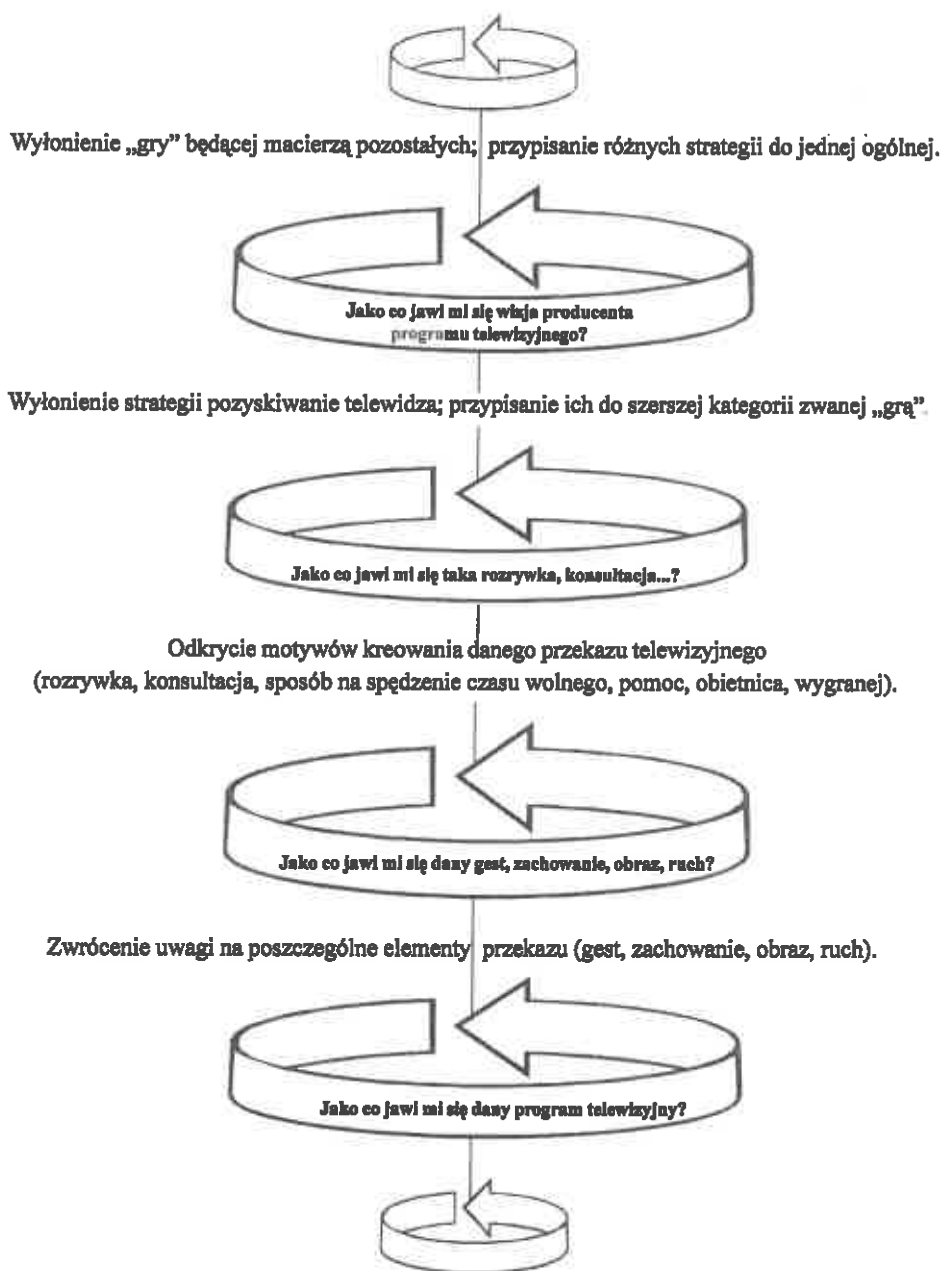 Wyłonienie „gry” będącej macierzą pozostałych; przypisanie różnych strategii do jednej ogólnej.
Jako co jawi mi się wizja producenta
programu telewizyjnego?
Wyłonienie strategii pozyskiwanie telewidza; przypisanie ich do szerszej kategorii zwanej „grą”.
Jako co jawi mi się taka rozrywka, konsultacja...?
Odkrycie motywów kreowania danego przekazu telewizyjnego
(rozrywka, konsultacja, sposób na spędzenie czasu wolnego, pomoc, obietnica, wygranej).
Jako co jawi mi się dany gest, zachowanie, obraz, ruch?
Zwrócenie uwagi na poszczególne elementy przekazu (gest, zachowanie, obraz, ruch).
Jako co jawi mi się dany program telewizyjny?